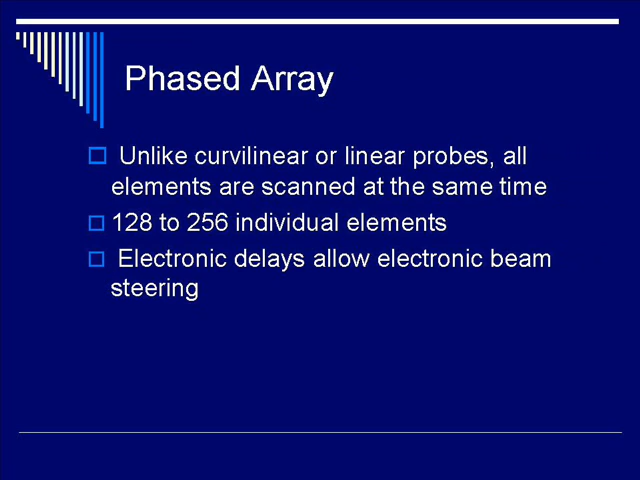 Phased Array
Unlike curvilinear or linear probes, all
elements are scanned at the same time
128 to 256 individual elements
Electronic delays allow electronic beam
steering